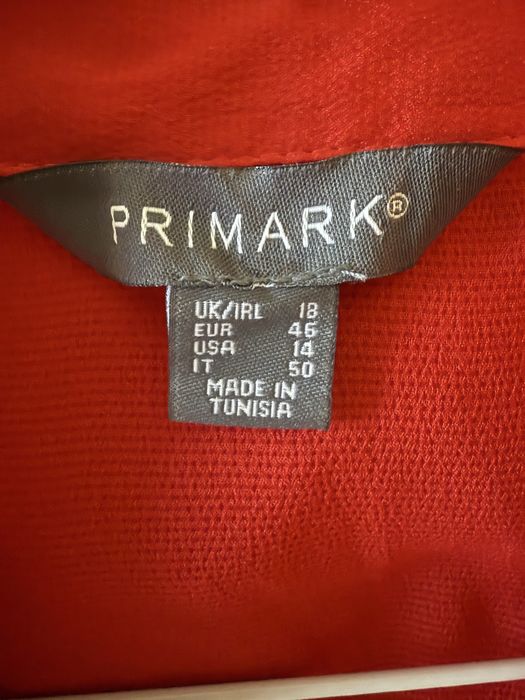 PRIMARK®
UK/IRL 18
EUR 46
USA 14
IT 50
MADE IN
TUNISIA